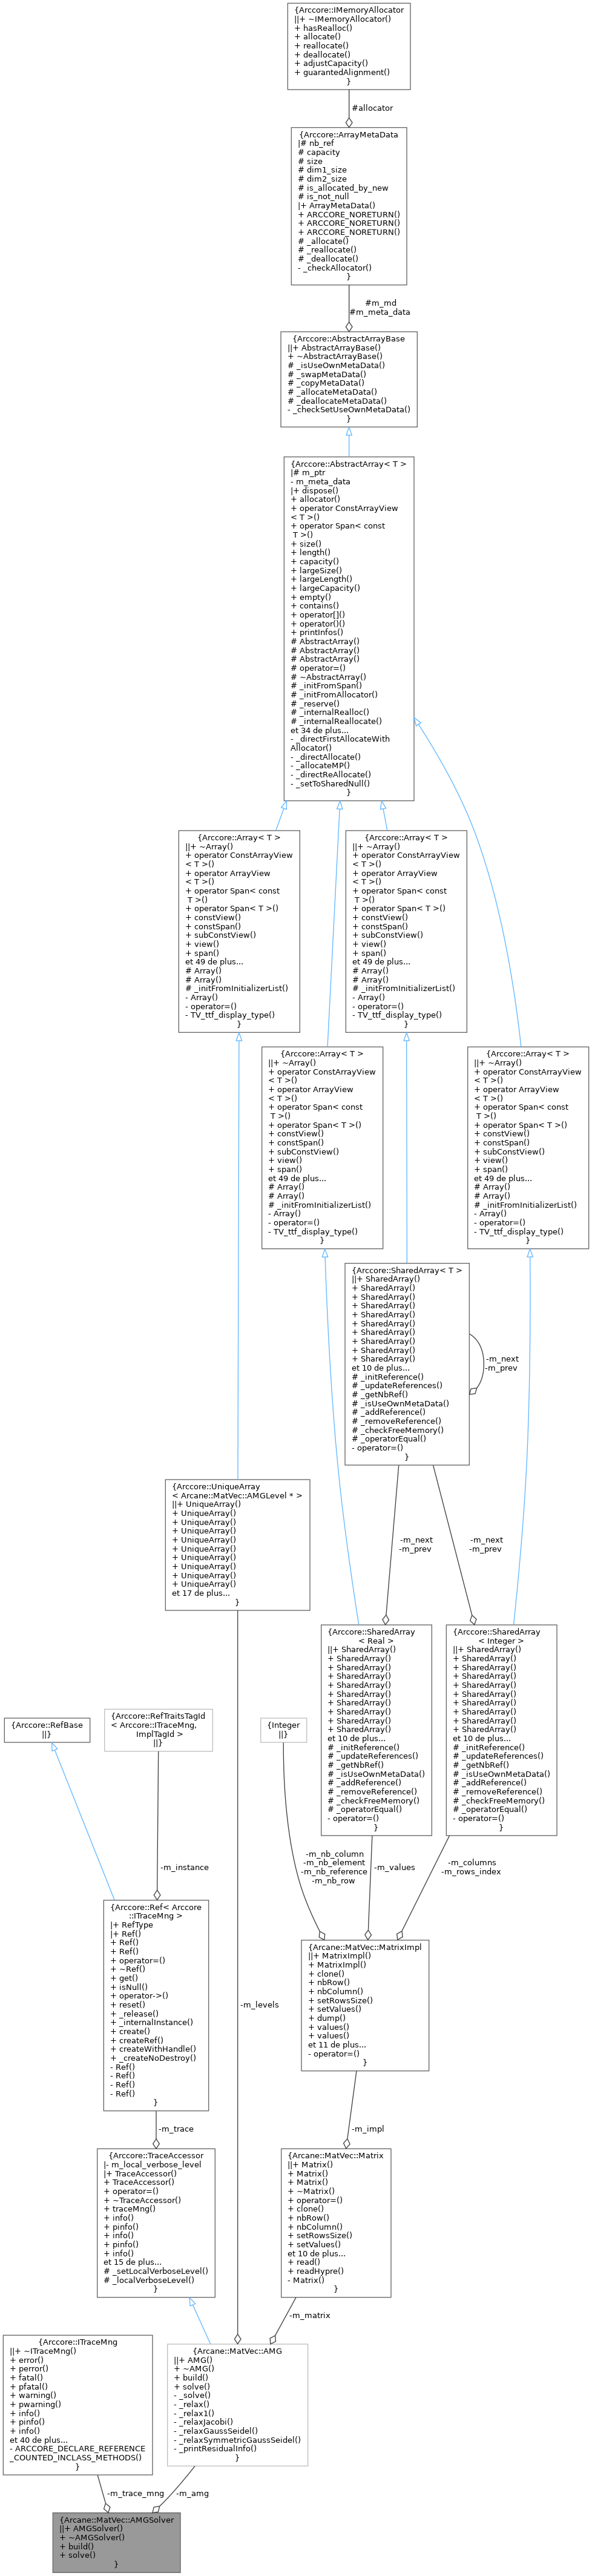 {Arccore::IMemoryAllocator
||+ ~IMemoryAllocator()
+ hasRealloc()
+ allocate()
+ reallocate()
+ deallocate()
+ adjustCapacity()
+ guarantedAlignment()
}
#allocator
{Arccore::ArrayMetaData
|# nb_ref
# capacity
# size
# dim1_size
# dim2_size
# is_allocated_by_new
# is_not_null
|+ ArrayMetaData()
+ ARCCORE_NORETURN()
+ ARCCORE_NORETURN()
+ ARCCORE_NORETURN()
# _allocate()
# _reallocate()
# _deallocate()
- _checkAllocator()
}
#m_md
#m_meta_data
{Arccore::AbstractArrayBase
||+ AbstractArrayBase()
+ ~AbstractArrayBase()
# _isUseOwnMetaData()
# _swapMetaData()
# _copyMetaData()
# _allocateMetaData()
# _deallocateMetaData()
- _checkSetUseOwnMetaData()
}
{Arccore::AbstractArray< T >
|# m_ptr
- m_meta_data
|+ dispose()
+ allocator()
+ operator ConstArrayView
< T >()
+ operator Span< const
 T >()
+ size()
+ length()
+ capacity()
+ largeSize()
+ largeLength()
+ largeCapacity()
+ empty()
+ contains()
+ operator[]()
+ operator()()
+ printInfos()
# AbstractArray()
# AbstractArray()
# AbstractArray()
# operator=()
# ~AbstractArray()
# _initFromSpan()
# _initFromAllocator()
# _reserve()
# _internalRealloc()
# _internalReallocate()
et 34 de plus...
- _directFirstAllocateWith
Allocator()
- _directAllocate()
- _allocateMP()
- _directReAllocate()
- _setToSharedNull()
}
{Arccore::Array< T >
||+ ~Array()
+ operator ConstArrayView
< T >()
+ operator ArrayView
< T >()
+ operator Span< const
 T >()
+ operator Span< T >()
+ constView()
+ constSpan()
+ subConstView()
+ view()
+ span()
et 49 de plus...
# Array()
# Array()
# _initFromInitializerList()
- Array()
- operator=()
- TV_ttf_display_type()
}
{Arccore::Array< T >
||+ ~Array()
+ operator ConstArrayView
< T >()
+ operator ArrayView
< T >()
+ operator Span< const
 T >()
+ operator Span< T >()
+ constView()
+ constSpan()
+ subConstView()
+ view()
+ span()
et 49 de plus...
# Array()
# Array()
# _initFromInitializerList()
- Array()
- operator=()
- TV_ttf_display_type()
}
{Arccore::Array< T >
||+ ~Array()
+ operator ConstArrayView
< T >()
+ operator ArrayView
< T >()
+ operator Span< const
 T >()
+ operator Span< T >()
+ constView()
+ constSpan()
+ subConstView()
+ view()
+ span()
et 49 de plus...
# Array()
# Array()
# _initFromInitializerList()
- Array()
- operator=()
- TV_ttf_display_type()
}
{Arccore::Array< T >
||+ ~Array()
+ operator ConstArrayView
< T >()
+ operator ArrayView
< T >()
+ operator Span< const
 T >()
+ operator Span< T >()
+ constView()
+ constSpan()
+ subConstView()
+ view()
+ span()
et 49 de plus...
# Array()
# Array()
# _initFromInitializerList()
- Array()
- operator=()
- TV_ttf_display_type()
}
{Arccore::SharedArray< T >
||+ SharedArray()
+ SharedArray()
+ SharedArray()
+ SharedArray()
+ SharedArray()
+ SharedArray()
+ SharedArray()
+ SharedArray()
+ SharedArray()
+ SharedArray()
et 10 de plus...
# _initReference()
# _updateReferences()
# _getNbRef()
# _isUseOwnMetaData()
# _addReference()
# _removeReference()
# _checkFreeMemory()
# _operatorEqual()
- operator=()
}
-m_next
-m_prev
{Arccore::UniqueArray
< Arcane::MatVec::AMGLevel * >
||+ UniqueArray()
+ UniqueArray()
+ UniqueArray()
+ UniqueArray()
+ UniqueArray()
+ UniqueArray()
+ UniqueArray()
+ UniqueArray()
+ UniqueArray()
+ UniqueArray()
et 17 de plus...
}
-m_next
-m_prev
-m_next
-m_prev
{Arccore::SharedArray
< Real >
||+ SharedArray()
+ SharedArray()
+ SharedArray()
+ SharedArray()
+ SharedArray()
+ SharedArray()
+ SharedArray()
+ SharedArray()
+ SharedArray()
+ SharedArray()
et 10 de plus...
# _initReference()
# _updateReferences()
# _getNbRef()
# _isUseOwnMetaData()
# _addReference()
# _removeReference()
# _checkFreeMemory()
# _operatorEqual()
- operator=()
}
{Arccore::SharedArray
< Integer >
||+ SharedArray()
+ SharedArray()
+ SharedArray()
+ SharedArray()
+ SharedArray()
+ SharedArray()
+ SharedArray()
+ SharedArray()
+ SharedArray()
+ SharedArray()
et 10 de plus...
# _initReference()
# _updateReferences()
# _getNbRef()
# _isUseOwnMetaData()
# _addReference()
# _removeReference()
# _checkFreeMemory()
# _operatorEqual()
- operator=()
}
{Arccore::RefBase
||}
{Arccore::RefTraitsTagId
< Arccore::ITraceMng,
ImplTagId >
||}
{Integer
||}
-m_instance
-m_nb_column
-m_nb_element
-m_nb_reference
-m_nb_row
-m_values
-m_columns
-m_rows_index
{Arccore::Ref< Arccore
::ITraceMng >
|+ RefType
|+ Ref()
+ Ref()
+ Ref()
+ operator=()
+ ~Ref()
+ get()
+ isNull()
+ operator->()
+ reset()
+ _release()
+ _internalInstance()
+ create()
+ createRef()
+ createWithHandle()
+ _createNoDestroy()
- Ref()
- Ref()
- Ref()
- Ref()
}
-m_levels
{Arcane::MatVec::MatrixImpl
||+ MatrixImpl()
+ MatrixImpl()
+ clone()
+ nbRow()
+ nbColumn()
+ setRowsSize()
+ setValues()
+ dump()
+ values()
+ values()
et 11 de plus...
- operator=()
}
-m_trace
-m_impl
{Arccore::TraceAccessor
|- m_local_verbose_level
|+ TraceAccessor()
+ TraceAccessor()
+ operator=()
+ ~TraceAccessor()
+ traceMng()
+ info()
+ pinfo()
+ info()
+ pinfo()
+ info()
et 15 de plus...
# _setLocalVerboseLevel()
# _localVerboseLevel()
}
{Arcane::MatVec::Matrix
||+ Matrix()
+ Matrix()
+ Matrix()
+ ~Matrix()
+ operator=()
+ clone()
+ nbRow()
+ nbColumn()
+ setRowsSize()
+ setValues()
et 10 de plus...
+ read()
+ readHypre()
- Matrix()
}
-m_matrix
{Arccore::ITraceMng
||+ ~ITraceMng()
+ error()
+ perror()
+ fatal()
+ pfatal()
+ warning()
+ pwarning()
+ info()
+ pinfo()
+ info()
et 40 de plus...
- ARCCORE_DECLARE_REFERENCE
_COUNTED_INCLASS_METHODS()
}
{Arcane::MatVec::AMG
||+ AMG()
+ ~AMG()
+ build()
+ solve()
- _solve()
- _relax()
- _relax1()
- _relaxJacobi()
- _relaxGaussSeidel()
- _relaxSymmetricGaussSeidel()
- _printResidualInfo()
}
-m_trace_mng
-m_amg
{Arcane::MatVec::AMGSolver
||+ AMGSolver()
+ ~AMGSolver()
+ build()
+ solve()
}